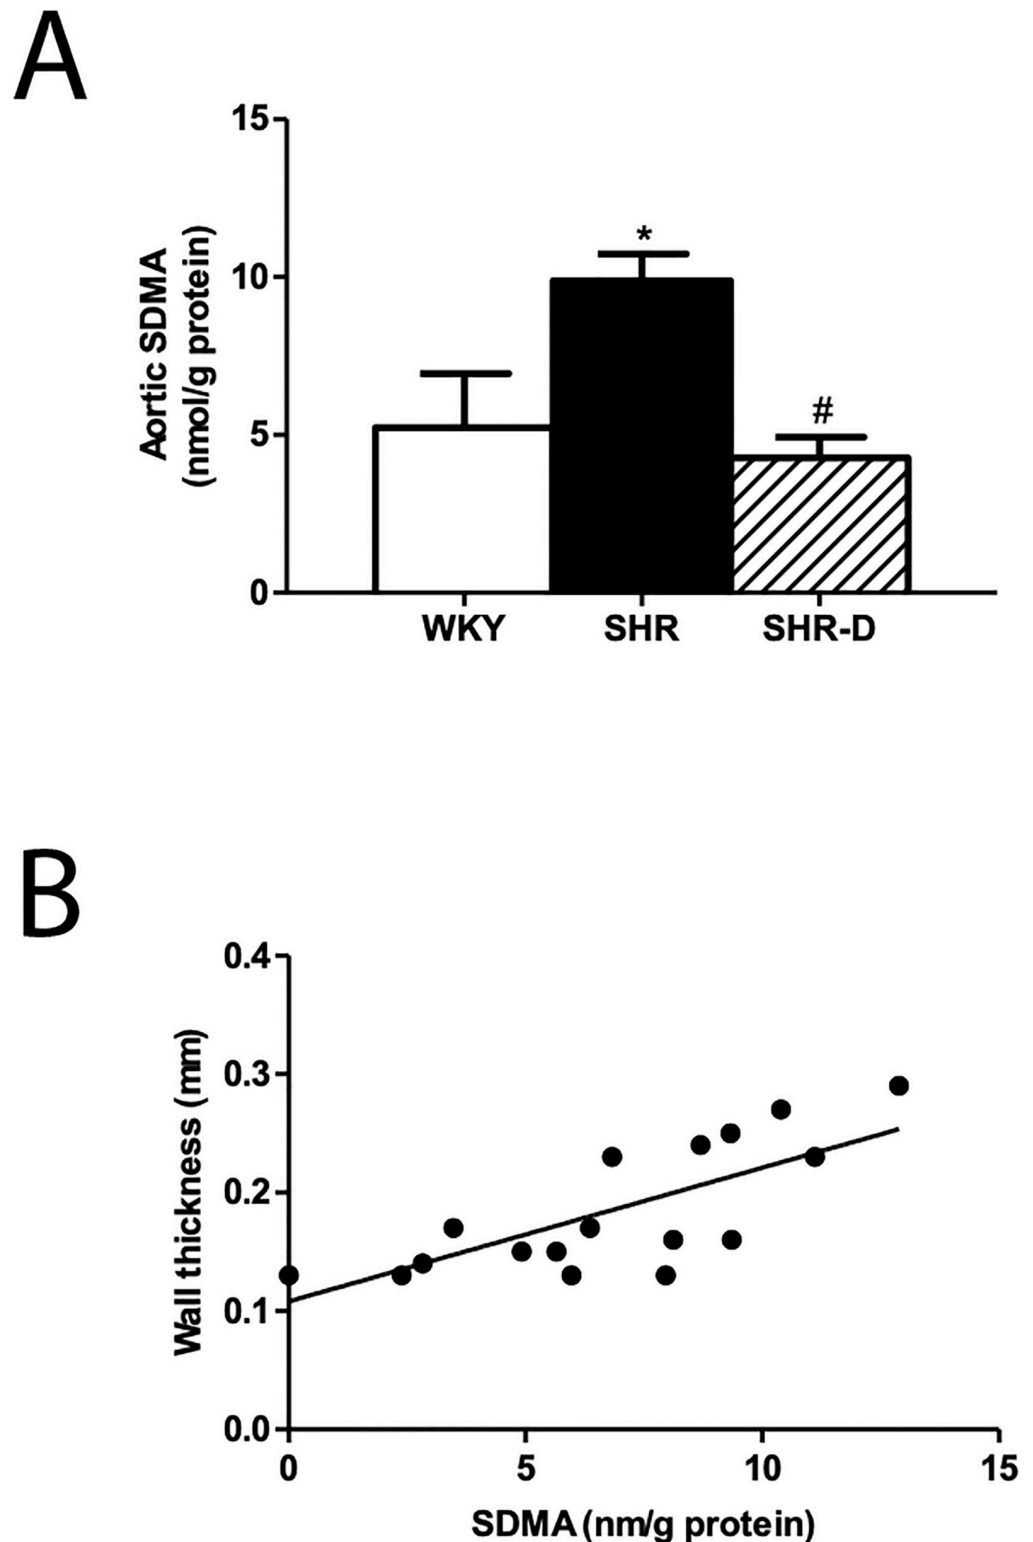 A
15
10
5
0
Aortic SDMA
(nmol/g protein)
*
#
WKY SHR SHR-D
B
0.4
0.3
0.2
0.1
0.0
Wall thickness (mm)
0 5 10 15
SDMA (nm/g protein)